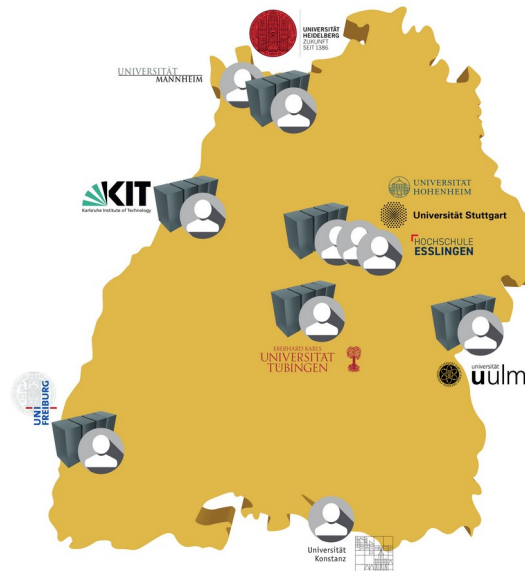 UNIVERSITÄT
HEIDELBERG
ZUKUNFT
SEIT 1386
UNIVERSITÄT
MANNHEIM
KIT
Karlsruhe Institute of Technology
UNIVERSITÄT
HOHENHEIM
Universität Stuttgart
HOCHSCHULE
ESSLINGEN
EBERHARD KARLS
UNIVERSITÄT
TÜBINGEN
universität
uulm
UNI
FREIBURG
Universität
Konstanz